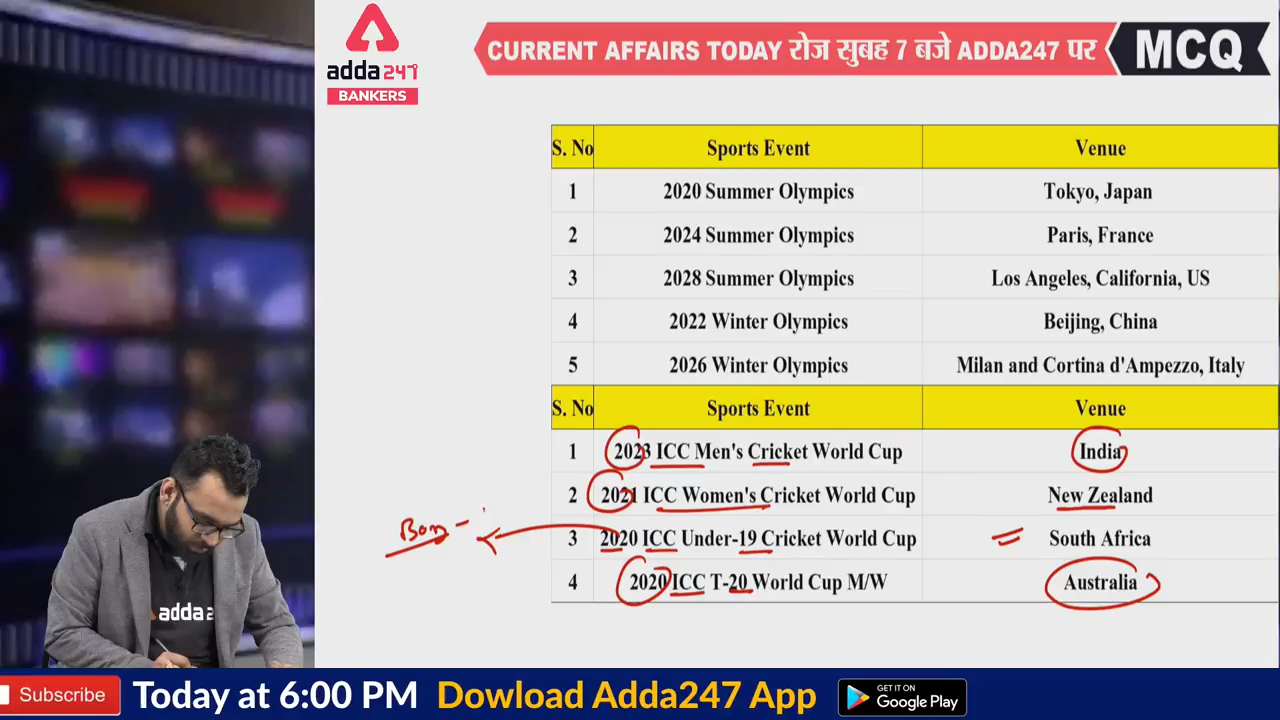 adda247
BANKERS
CURRENT AFFAIRS TODAY रोज सुबह 7 बजे ADDA247 पर
MCQ
S. No Sports Event Venue
1 2020 Summer Olympics Tokyo, Japan
2 2024 Summer Olympics Paris, France
3 2028 Summer Olympics Los Angeles, California, US
4 2022 Winter Olympics Beijing, China
5 2026 Winter Olympics Milan and Cortina d'Ampezzo, Italy
S. No Sports Event Venue
1 2023 ICC Men's Cricket World Cup India
2 2021 ICC Women's Cricket World Cup New Zealand
3 2020 ICC Under-19 Cricket World Cup South Africa
4 2020 ICC T-20 World Cup M/W Australia
adda247
Subscribe
Today at 6:00 PM Dowload Adda247 App
GET IT ON
Google Play